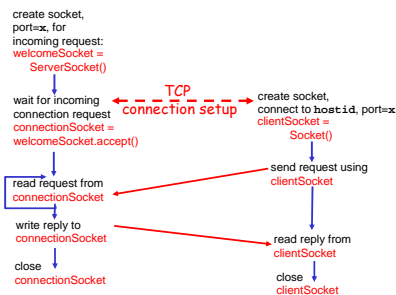 create socket,
port=x, for
incoming request:
welcomeSocket =
ServerSocket()
TCP
connection setup
wait for incoming
connection request
connectionSocket =
welcomeSocket.accept()
create socket,
connect to hostid, port=x
clientSocket =
Socket()
send request using
clientSocket
read request from
connectionSocket
write reply to
connectionSocket
read reply from
clientSocket
close
connectionSocket
close
clientSocket